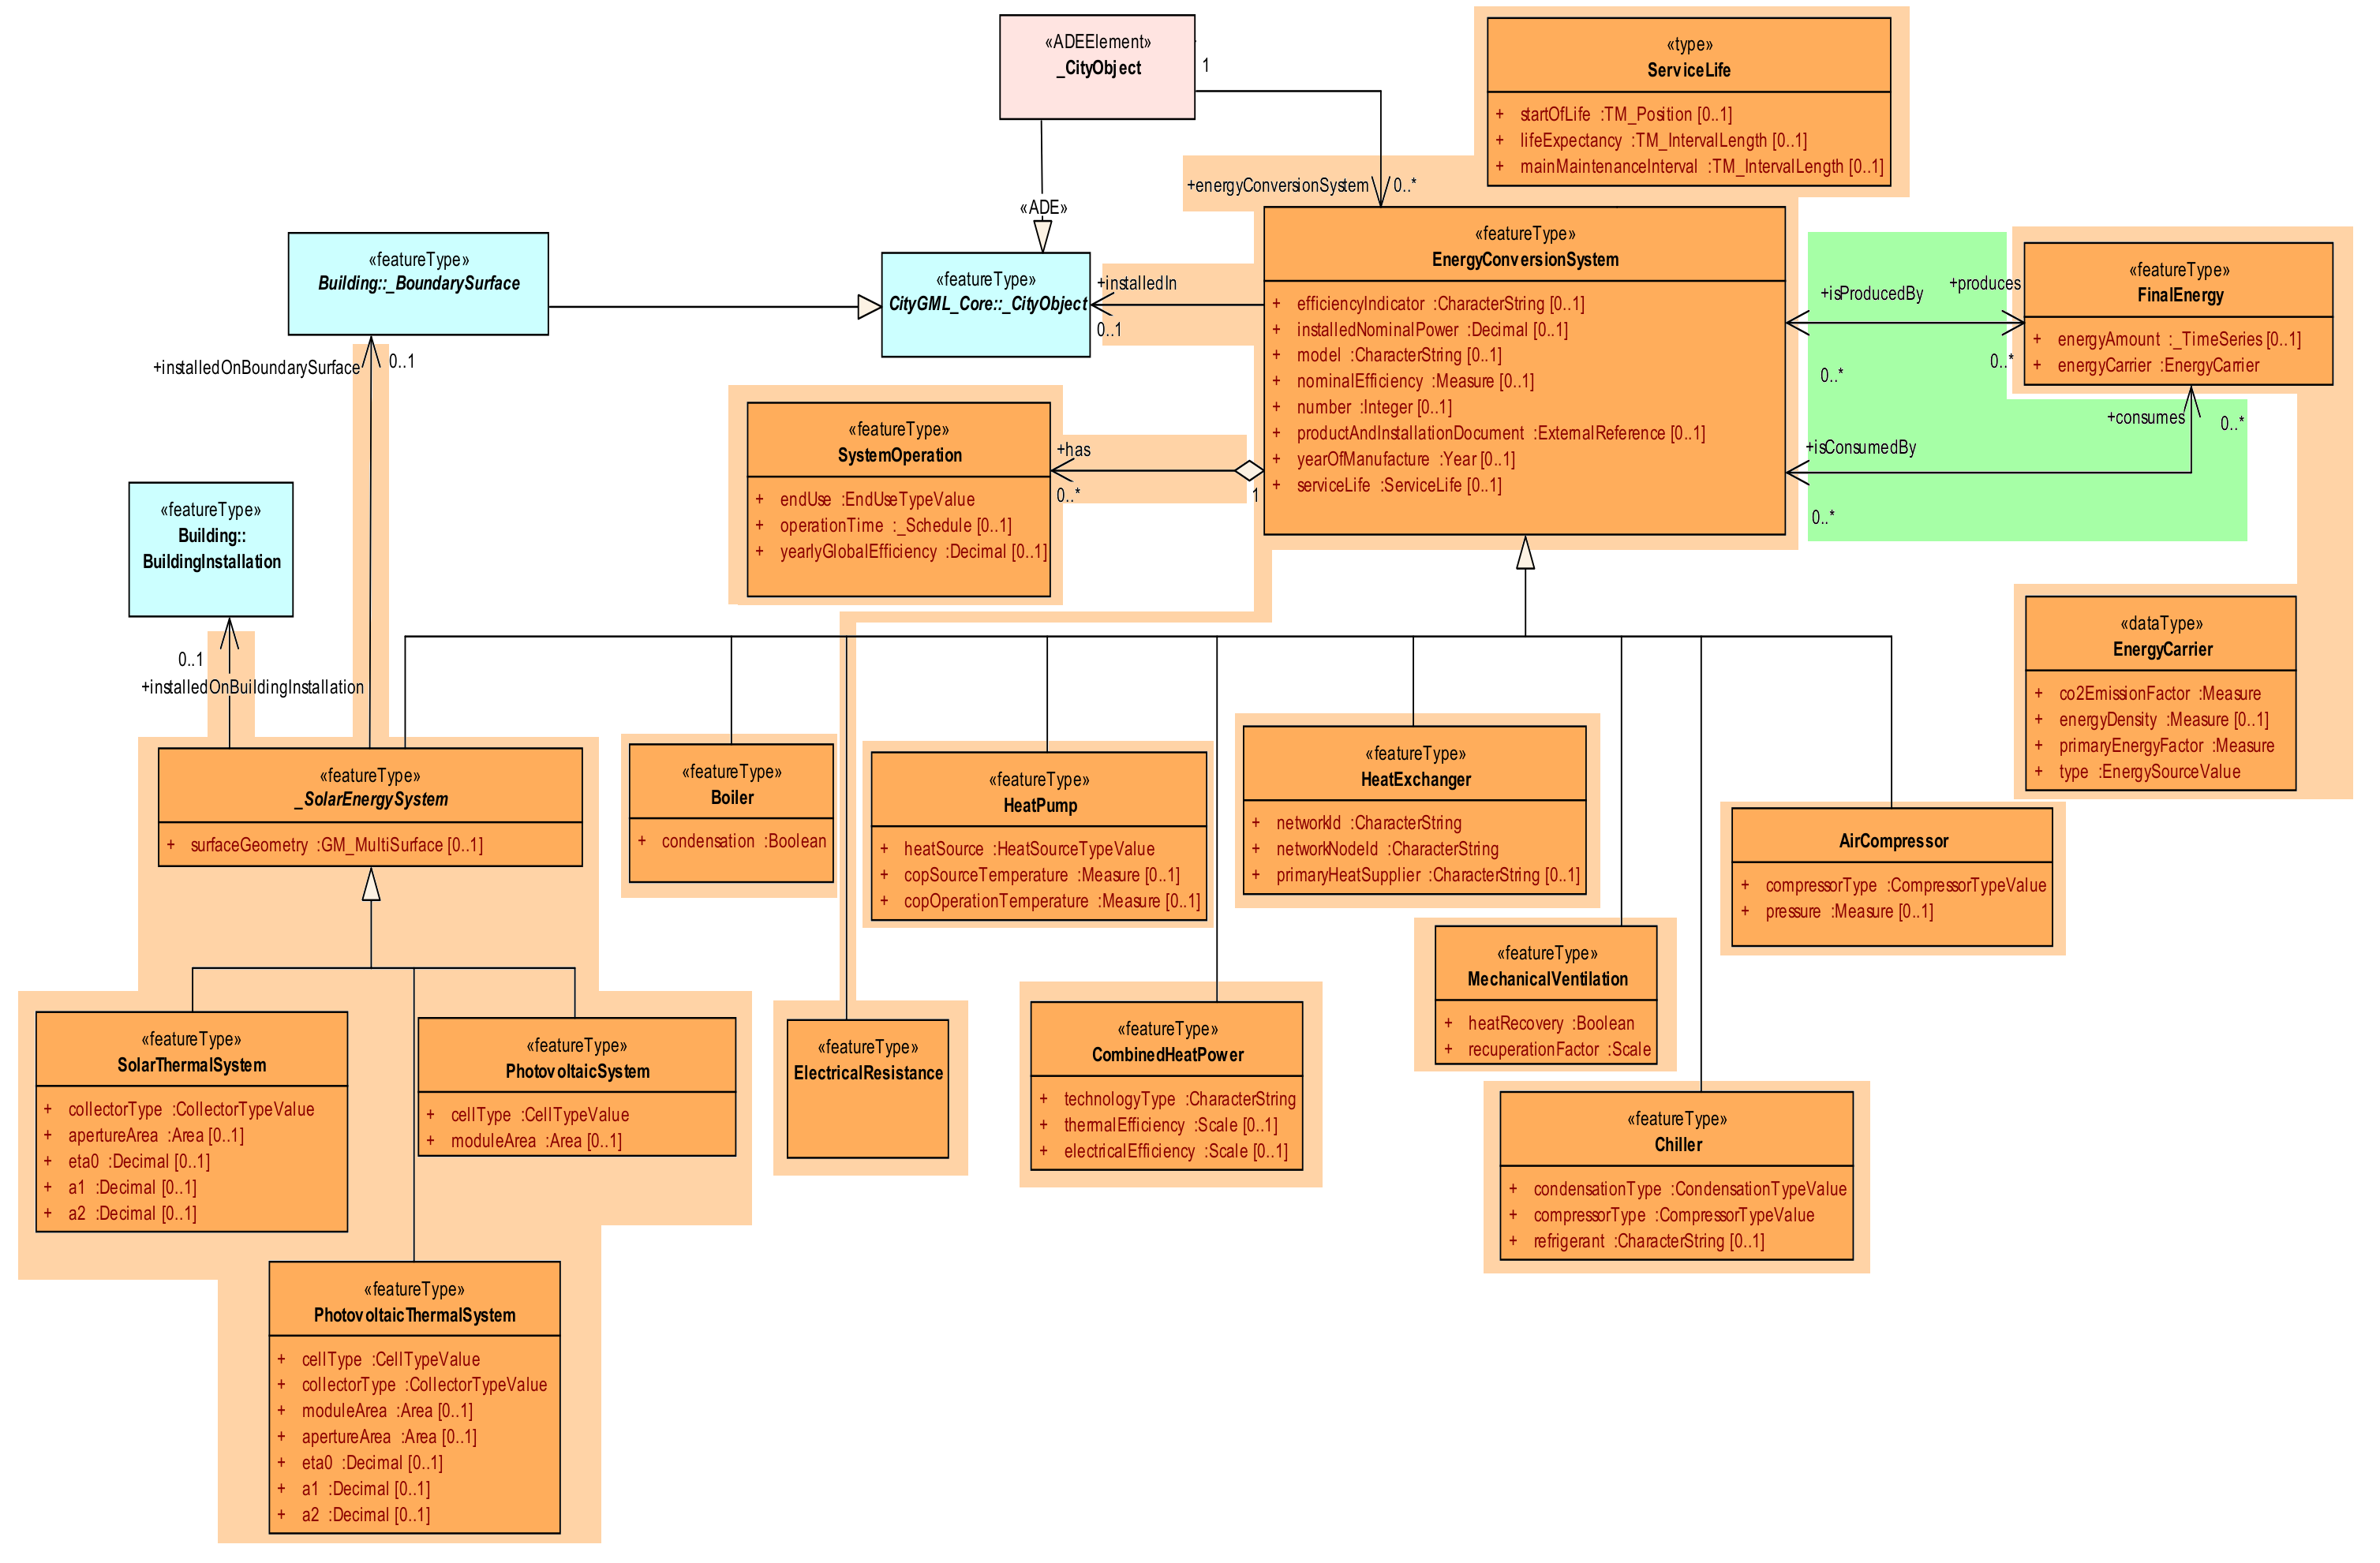 «ADEElement»
_CityObject
1
«type»
ServiceLife
+ startOfLife :TM_Position [0..1]
+ lifeExpectancy :TM_IntervalLength [0..1]
+ mainMaintenanceInterval :TM_IntervalLength [0..1]
+energyConversionSystem
0..*
«ADE»
«featureType»
Building::_BoundarySurface
«featureType»
CityGML_Core::_CityObject
+installedIn
0..1
«featureType»
EnergyConversionSystem
+ efficiencyIndicator :CharacterString [0..1]
+ installedNominalPower :Decimal [0..1]
+ model :CharacterString [0..1]
+ nominalEfficiency :Measure [0..1]
+ number :Integer [0..1]
+ productAndInstallationDocument :ExternalReference [0..1]
+ yearOfManufacture :Year [0..1]
+ serviceLife :ServiceLife [0..1]
+isProducedBy
+produces
0..*
0..*
«featureType»
FinalEnergy
+ energyAmount :_TimeSeries [0..1]
+ energyCarrier :EnergyCarrier
+consumes
0..*
+isConsumedBy
0..*
+installedOnBoundarySurface
0..1
«featureType»
SystemOperation
+ endUse :EndUseTypeValue
+ operationTime :_Schedule [0..1]
+ yearlyGlobalEfficiency :Decimal [0..1]
+has
0..*
1
«featureType»
Building::
BuildingInstallation
0..1
+installedOnBuildingInstallation
«dataType»
EnergyCarrier
+ co2EmissionFactor :Measure
+ energyDensity :Measure [0..1]
+ primaryEnergyFactor :Measure
+ type :EnergySourceValue
«featureType»
_SolarEnergySystem
+ surfaceGeometry :GM_MultiSurface [0..1]
«featureType»
Boiler
+ condensation :Boolean
«featureType»
HeatPump
+ heatSource :HeatSourceTypeValue
+ copSourceTemperature :Measure [0..1]
+ copOperationTemperature :Measure [0..1]
«featureType»
HeatExchanger
+ networkId :CharacterString
+ networkNodeId :CharacterString
+ primaryHeatSupplier :CharacterString [0..1]
AirCompressor
+ compressorType :CompressorTypeValue
+ pressure :Measure [0..1]
«featureType»
MechanicalVentilation
+ heatRecovery :Boolean
+ recuperationFactor :Scale
«featureType»
SolarThermalSystem
+ collectorType :CollectorTypeValue
+ apertureArea :Area [0..1]
+ eta0 :Decimal [0..1]
+ a1 :Decimal [0..1]
+ a2 :Decimal [0..1]
«featureType»
PhotovoltaicSystem
+ cellType :CellTypeValue
+ moduleArea :Area [0..1]
«featureType»
ElectricalResistance
«featureType»
CombinedHeatPower
+ technologyType :CharacterString
+ thermalEfficiency :Scale [0..1]
+ electricalEfficiency :Scale [0..1]
«featureType»
Chiller
+ condensationType :CondensationTypeValue
+ compressorType :CompressorTypeValue
+ refrigerant :CharacterString [0..1]
«featureType»
PhotovoltaicThermalSystem
+ cellType :CellTypeValue
+ collectorType :CollectorTypeValue
+ moduleArea :Area [0..1]
+ apertureArea :Area [0..1]
+ eta0 :Decimal [0..1]
+ a1 :Decimal [0..1]
+ a2 :Decimal [0..1]